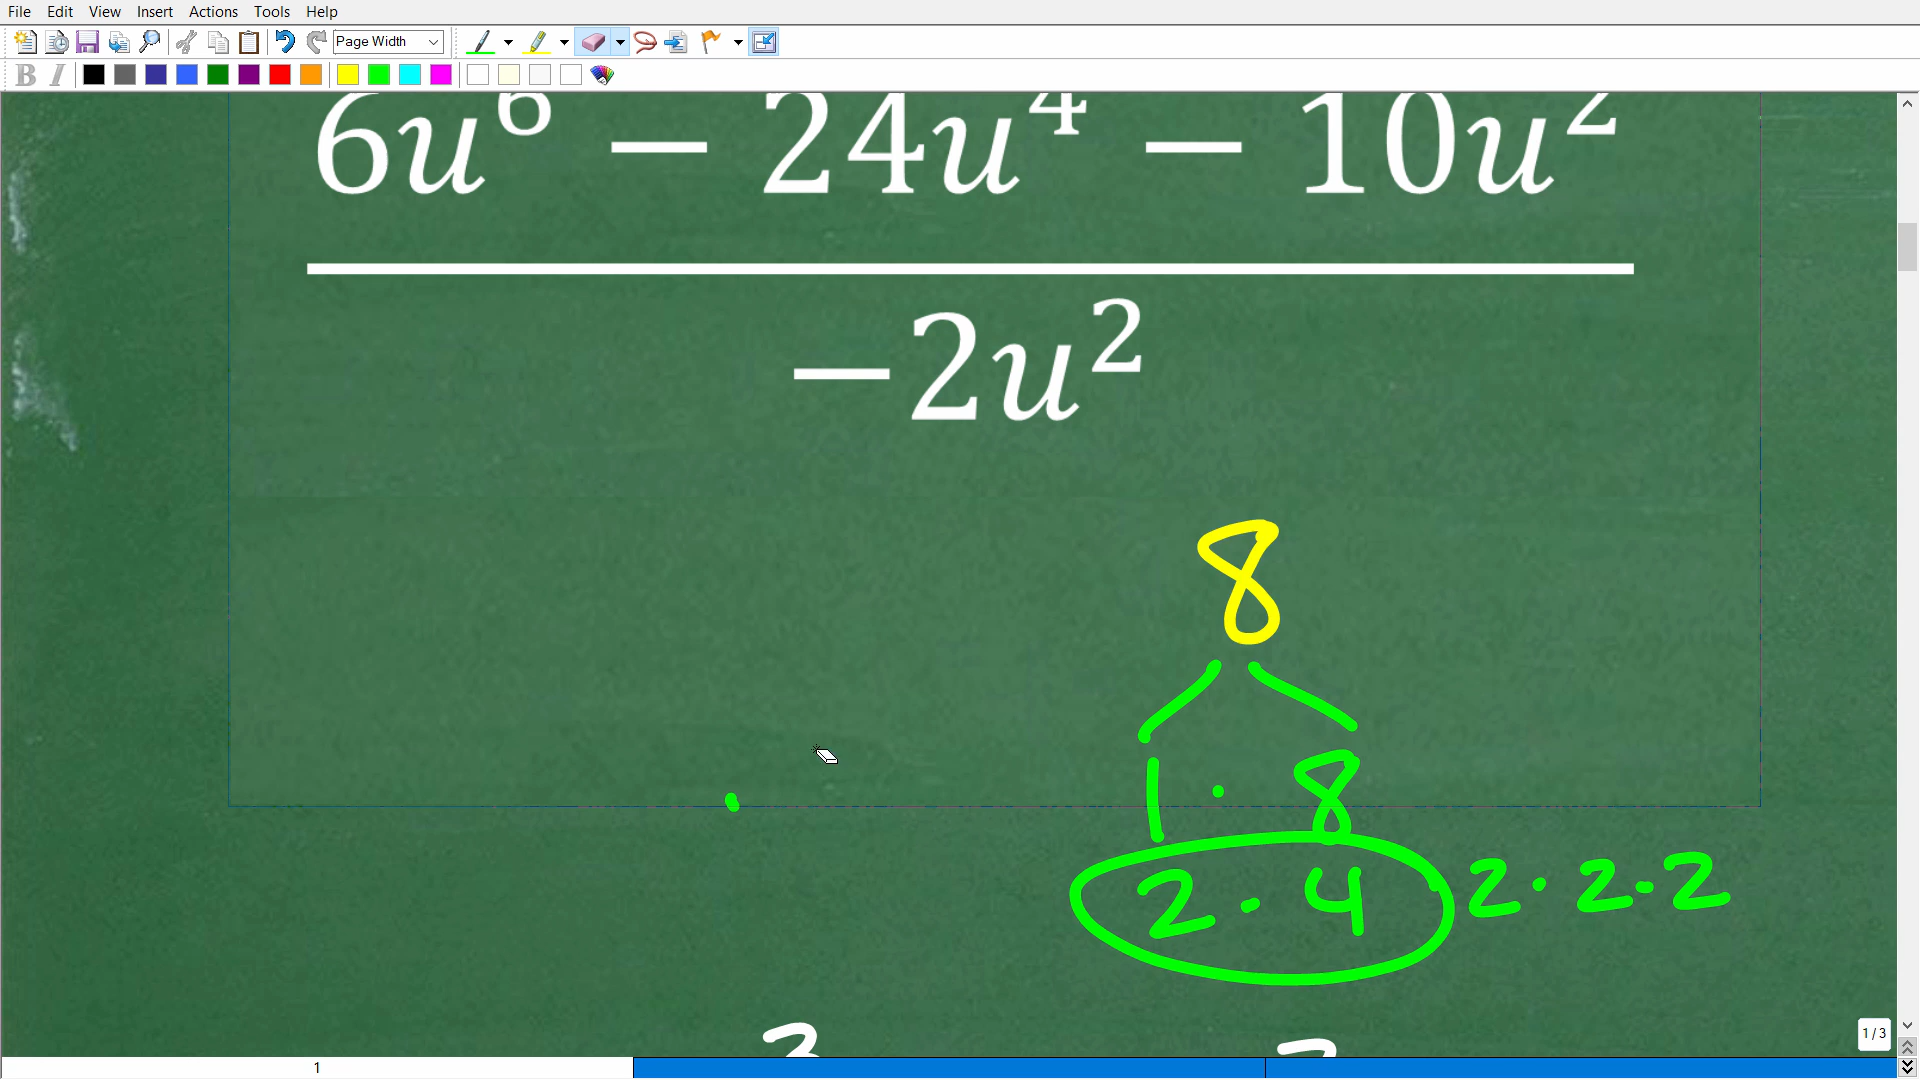 File Edit View Insert Actions Tools Help
Page Width
B I
6u⁶ − 24u⁴ − 10u²
−2u²
8
1 · 8
2 · 4 2 · 2 · 2
1 / 3
1